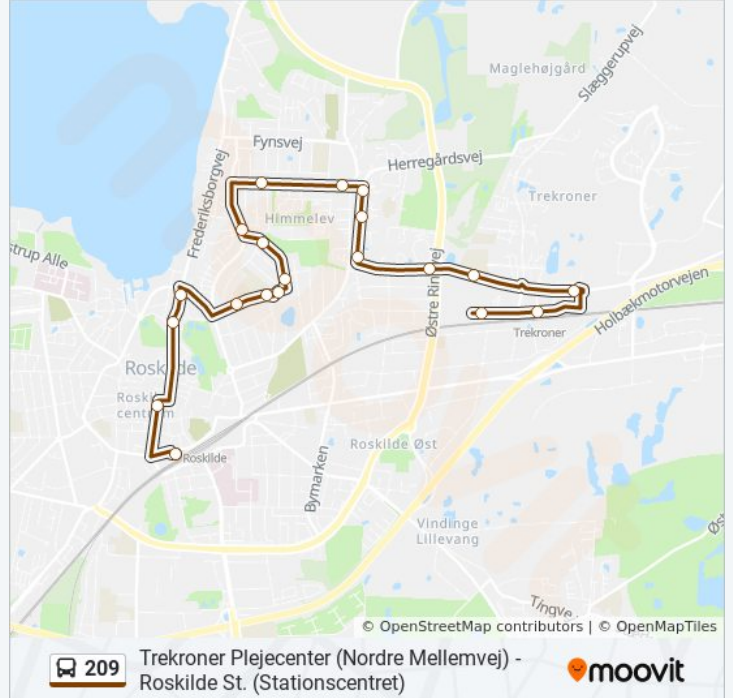 Maglehøjgård
Slæggerupvej
Fynsvej
Herregårdsvej
Frederiksborgvej
Trekroner
Himmelev
strup Alle
Østre Ringvej
Holbækmotorvejen
Trekroner
Roskilde
Roskilde
centrum
Roskilde
Roskilde Øst
Bymarken
Vindinge
Lillevang
Øst
Tingve
© OpenStreetMap contributors | © OpenMapTiles
209
Trekroner Plejecenter (Nordre Mellemvej) -
Roskilde St. (Stationscentret)
moovit